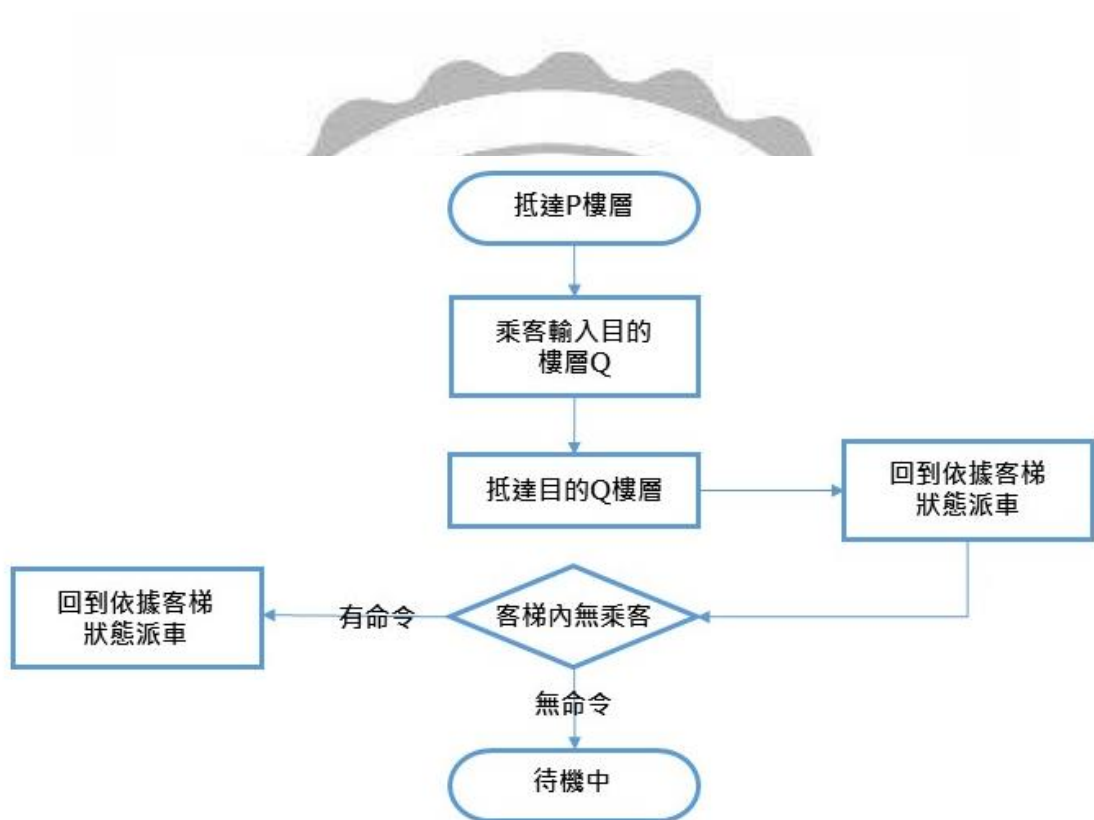 抵達P樓層
乘客輸入目的
樓層Q
抵達目的Q樓層
回到依據客梯
狀態派車
客梯內無乘客
有命令
回到依據客梯
狀態派車
無命令
待機中